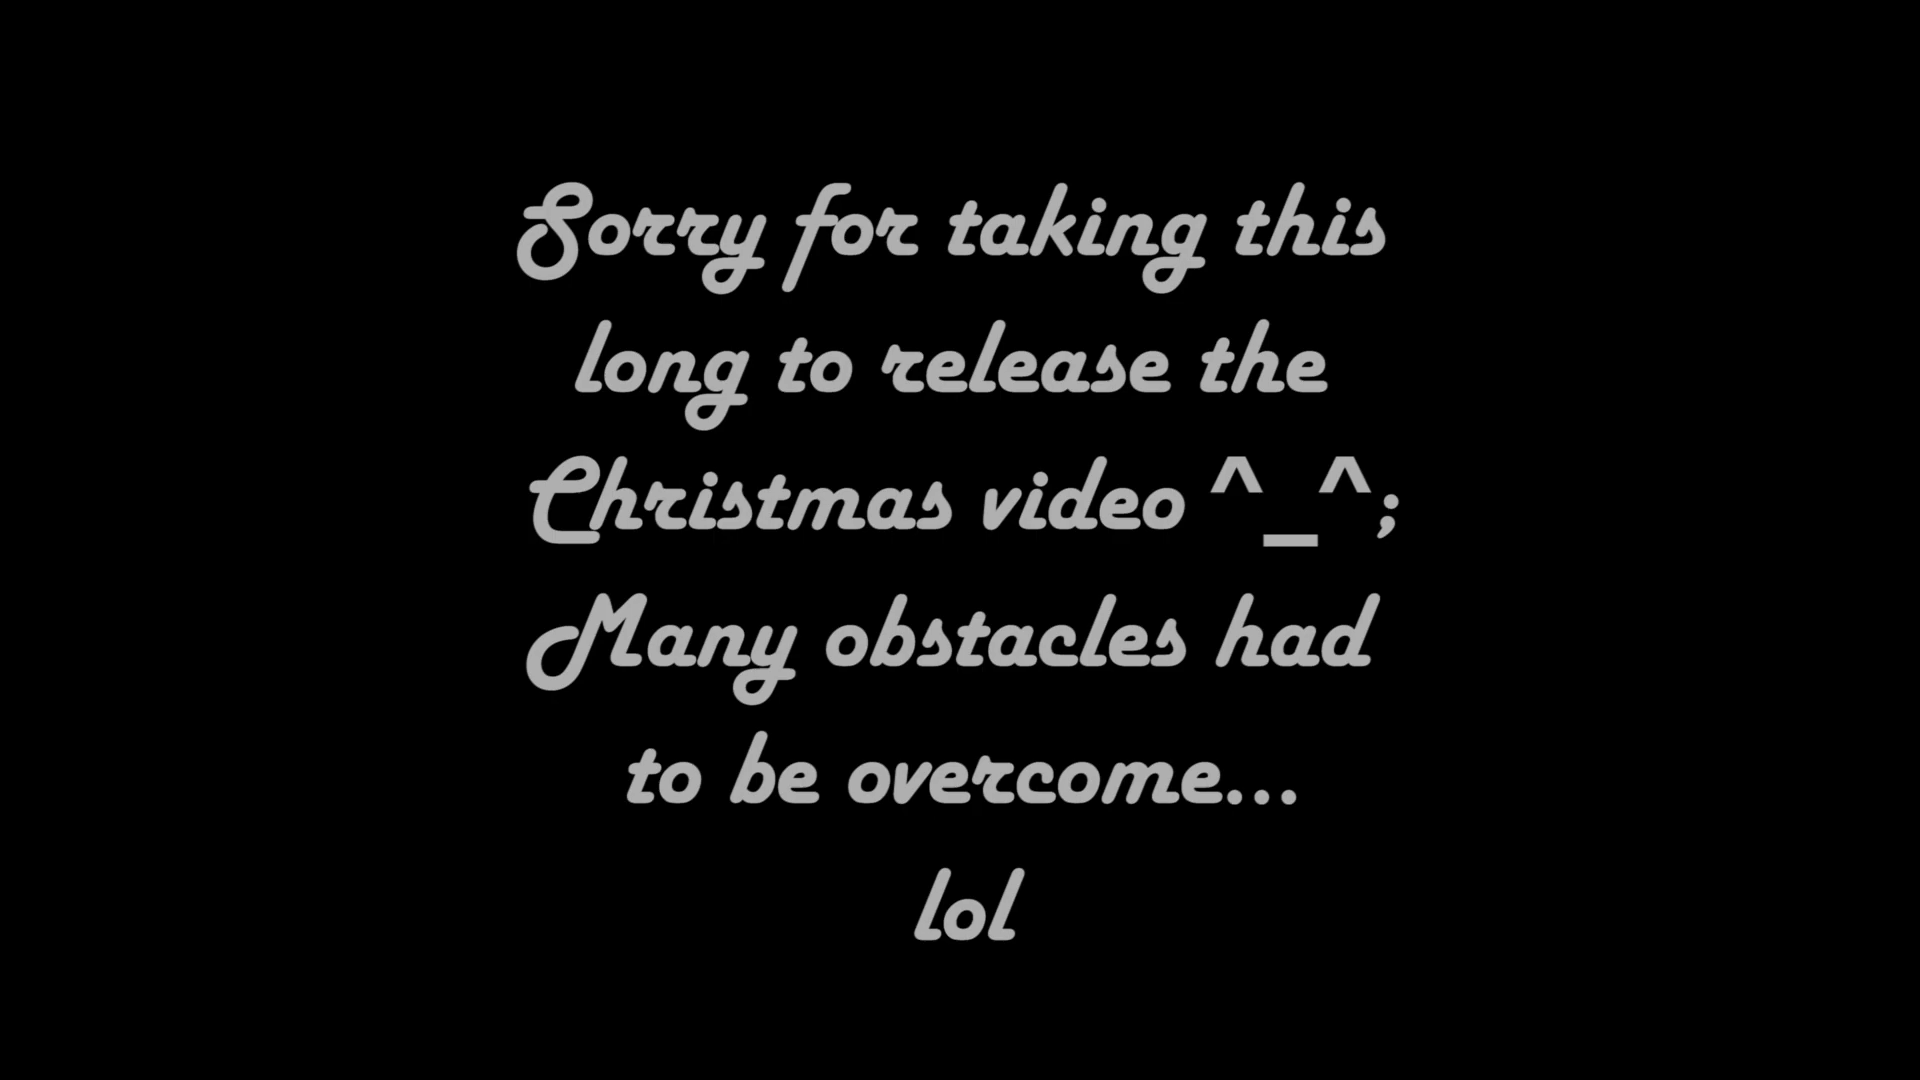 Sorry for taking this
long to release the
Christmas video ^_^;
Many obstacles had
to be overcome...
lol